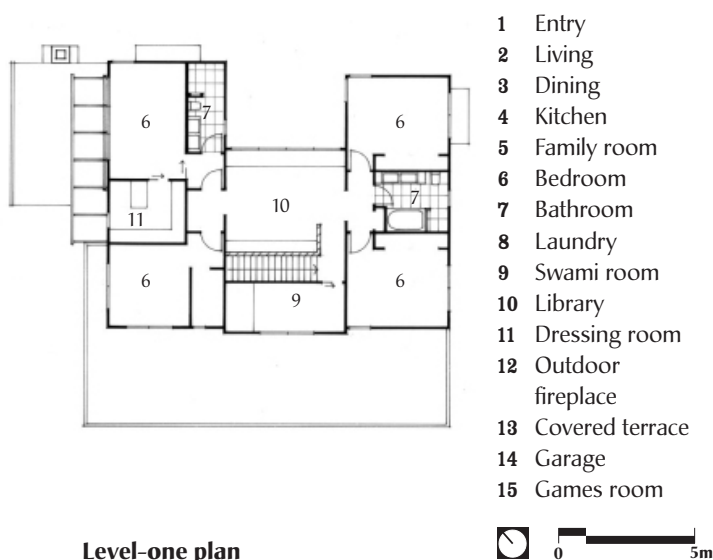 6
7
6
11
10
7
6
9
6
1 Entry
2 Living
3 Dining
4 Kitchen
5 Family room
6 Bedroom
7 Bathroom
8 Laundry
9 Swami room
10 Library
11 Dressing room
12 Outdoor
fireplace
13 Covered terrace
14 Garage
15 Games room
Level-one plan
0 5m